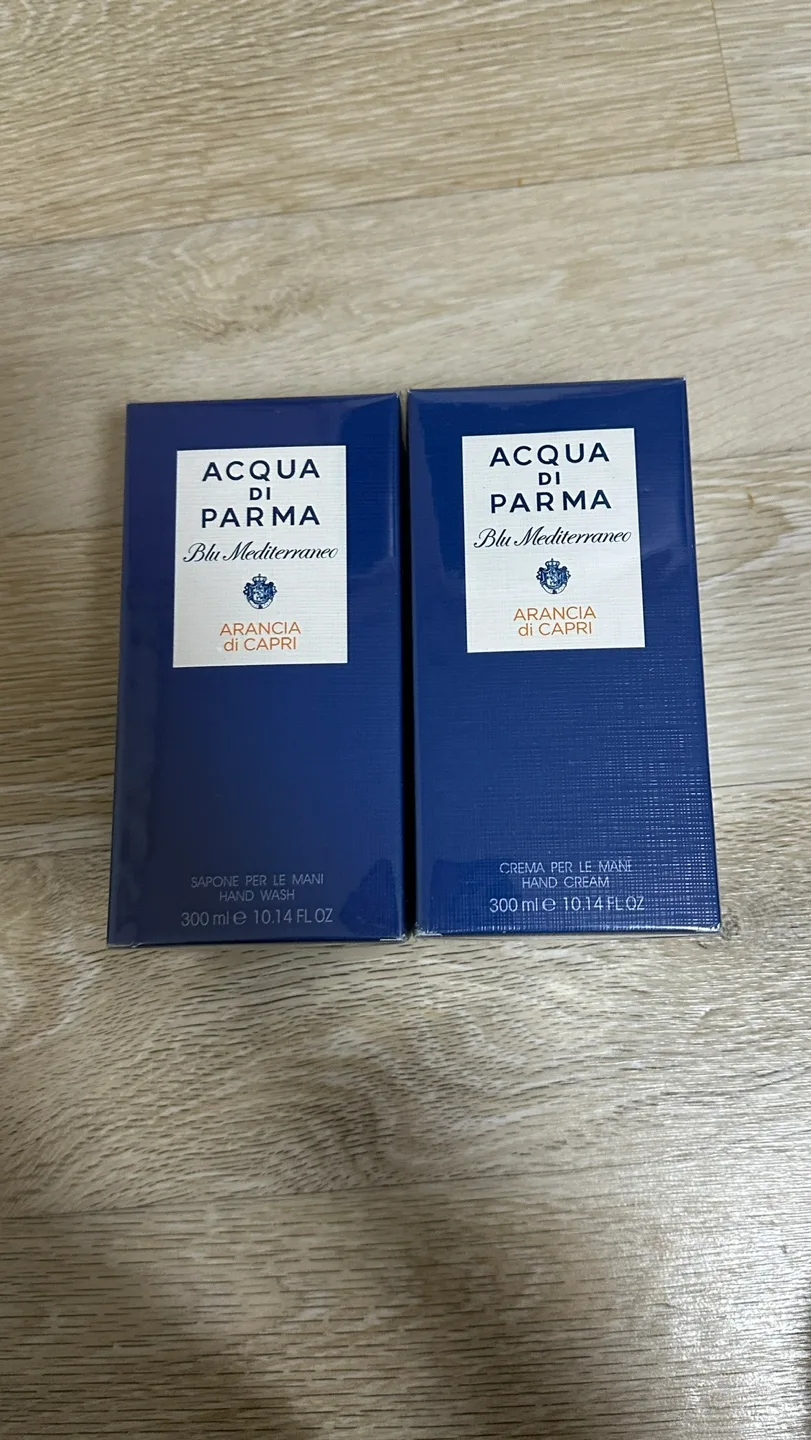 ACQUA
DI
PARMA
Blu Mediterraneo
ARANCIA
di CAPRI
SAPONE PER LE MANI
HAND WASH
300 ml e 10.14 FL OZ
ACQUA
DI
PARMA
Blu Mediterraneo
ARANCIA
di CAPRI
CREMA PER LE MANI
HAND CREAM
300 ml e 10.14 FL OZ